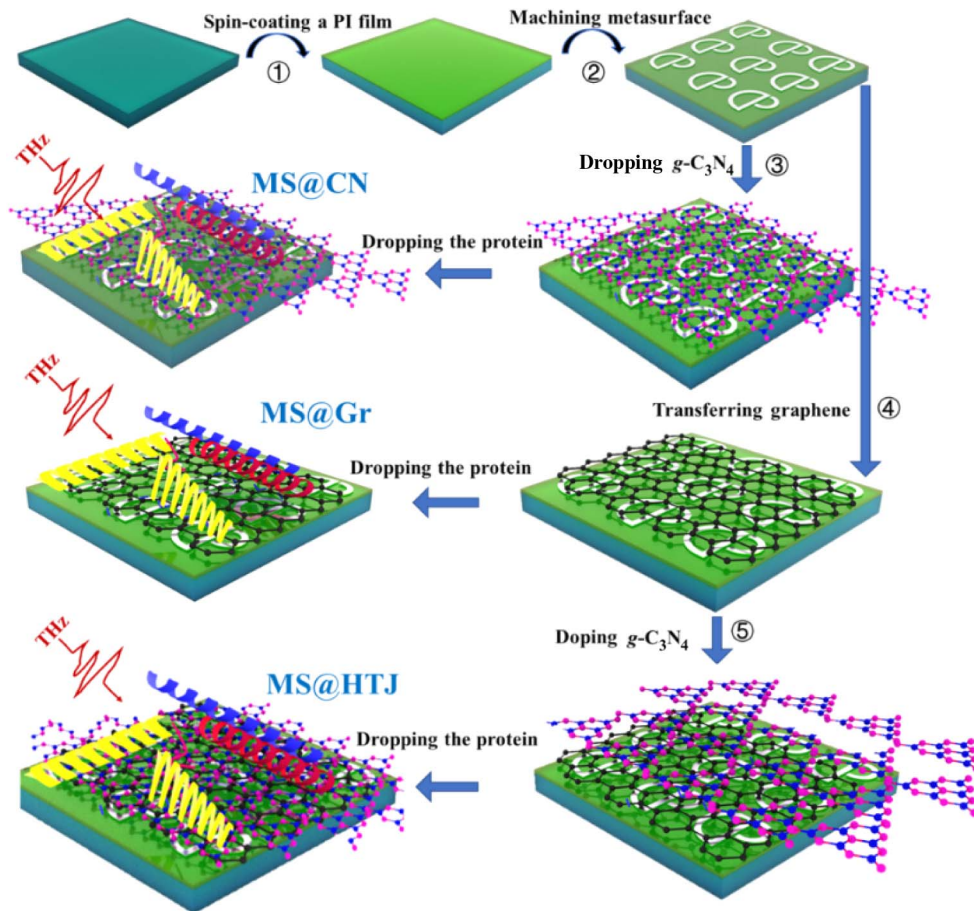 Spin-coating a PI film
①
Machining metasurface
②
Dropping g-C₃N₄ ③
THz
MS@CN
Dropping the protein
THz
MS@Gr
Transferring graphene ④
Dropping the protein
Doping g-C₃N₄ ⑤
THz
MS@HTJ
Dropping the protein